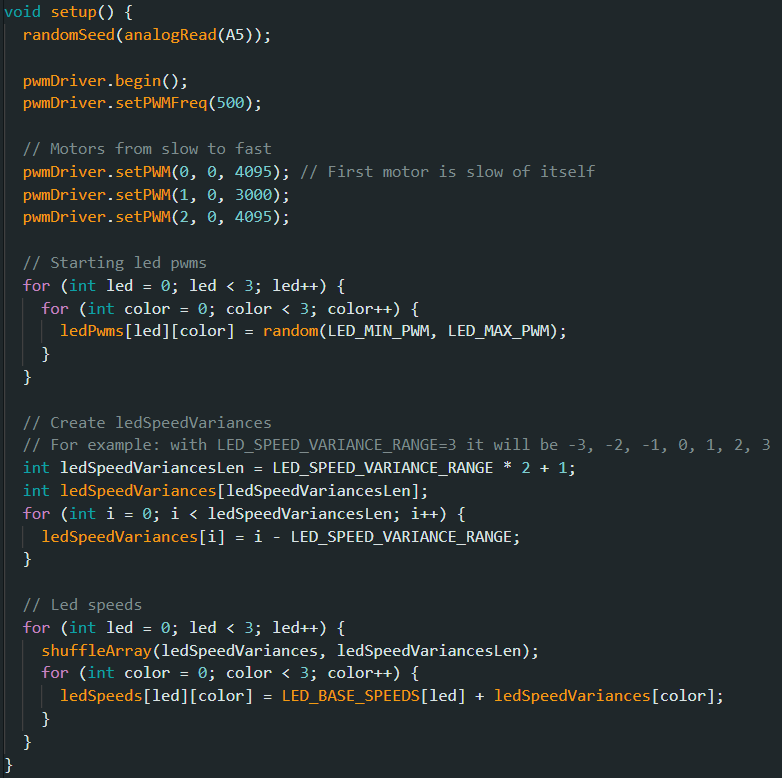 void setup() {
  randomSeed(analogRead(A5));

  pwmDriver.begin();
  pwmDriver.setPWMFreq(500);

  // Motors from slow to fast
  pwmDriver.setPWM(0, 0, 4095); // First motor is slow of itself
  pwmDriver.setPWM(1, 0, 3000);
  pwmDriver.setPWM(2, 0, 4095);

  // Starting led pwms
  for (int led = 0; led < 3; led++) {
    for (int color = 0; color < 3; color++) {
      ledPwms[led][color] = random(LED_MIN_PWM, LED_MAX_PWM);
    }
  }

  // Create ledSpeedVariances
  // For example: with LED_SPEED_VARIANCE_RANGE=3 it will be -3, -2, -1, 0, 1, 2, 3
  int ledSpeedVariancesLen = LED_SPEED_VARIANCE_RANGE * 2 + 1;
  int ledSpeedVariances[ledSpeedVariancesLen];
  for (int i = 0; i < ledSpeedVariancesLen; i++) {
    ledSpeedVariances[i] = i - LED_SPEED_VARIANCE_RANGE;
  }

  // Led speeds
  for (int led = 0; led < 3; led++) {
    shuffleArray(ledSpeedVariances, ledSpeedVariancesLen);
    for (int color = 0; color < 3; color++) {
      ledSpeeds[led][color] = LED_BASE_SPEEDS[led] + ledSpeedVariances[color];
    }
  }
}